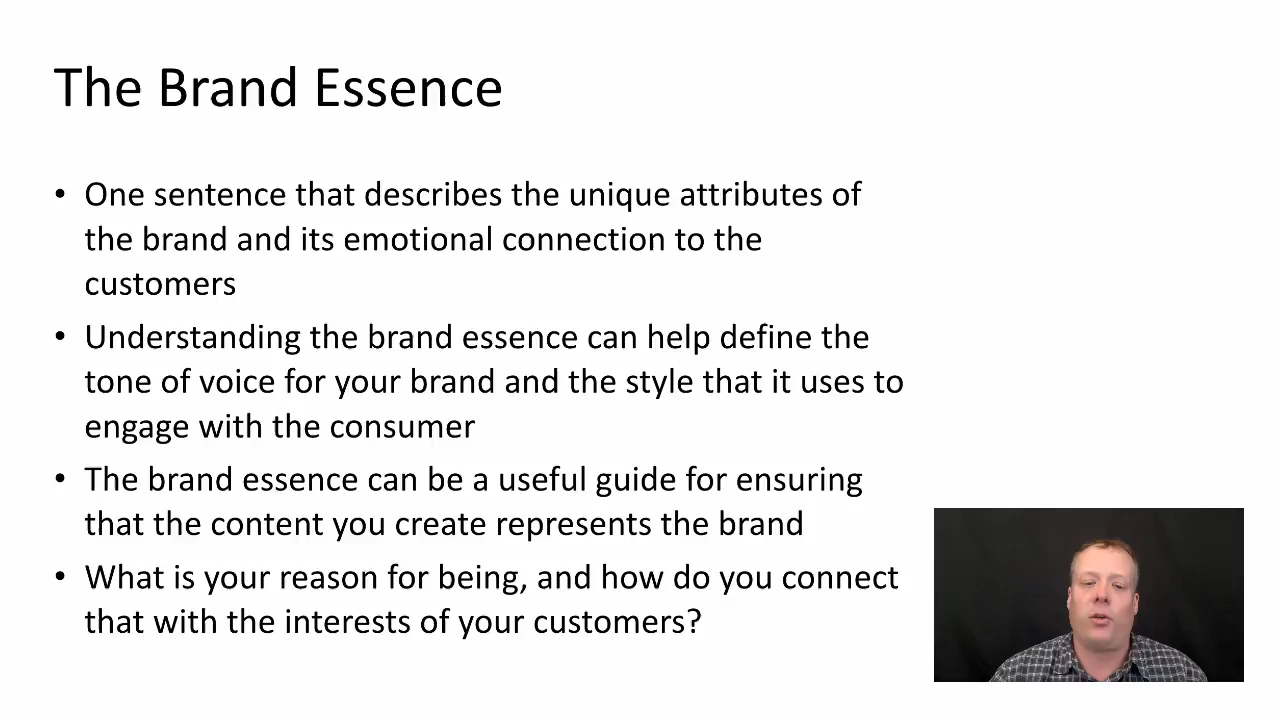 The Brand Essence
• One sentence that describes the unique attributes of
the brand and its emotional connection to the
customers
• Understanding the brand essence can help define the
tone of voice for your brand and the style that it uses to
engage with the consumer
• The brand essence can be a useful guide for ensuring
that the content you create represents the brand
• What is your reason for being, and how do you connect
that with the interests of your customers?